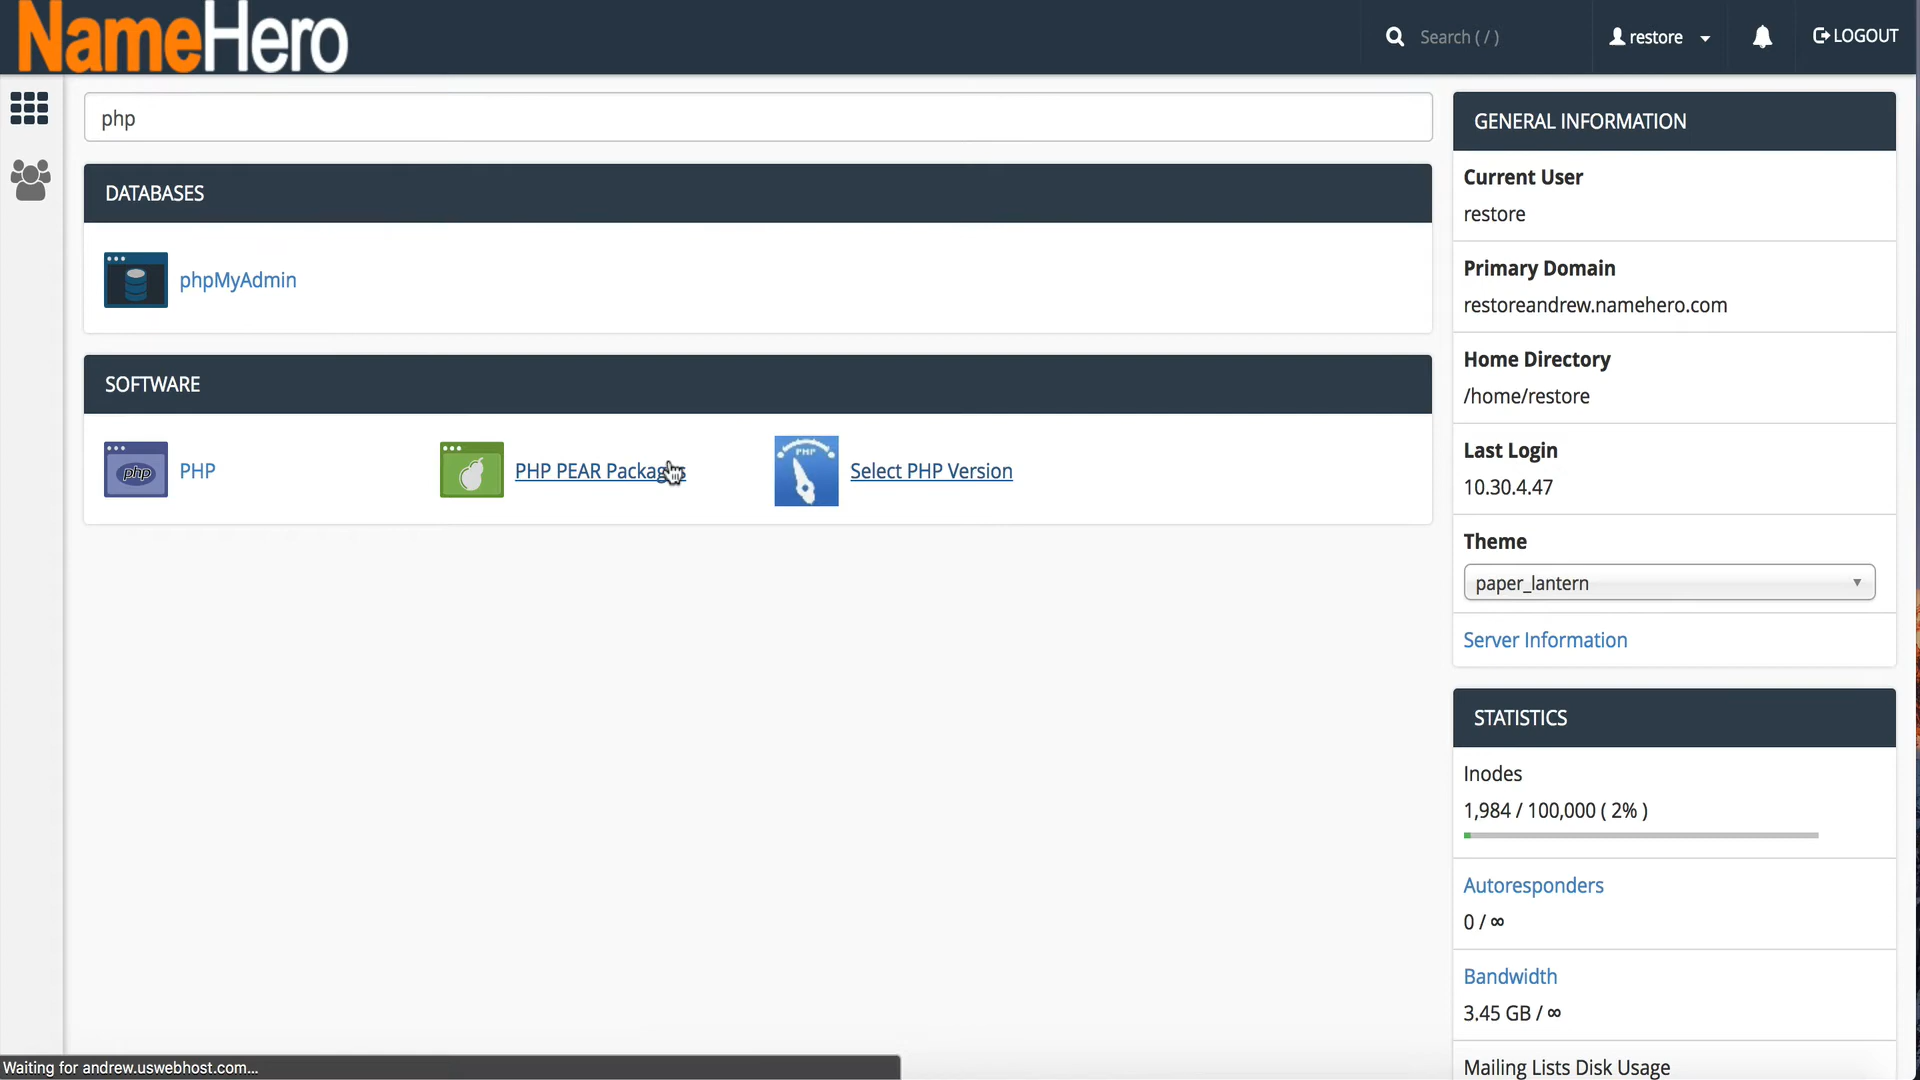 NameHero
Search ( / )
restore
LOGOUT
php
DATABASES
phpMyAdmin
SOFTWARE
php
PHP
PHP PEAR Packages
PHP
Select PHP Version
GENERAL INFORMATION
Current User
restore
Primary Domain
restoreandrew.namehero.com
Home Directory
/home/restore
Last Login
10.30.4.47
Theme
paper_lantern
Server Information
STATISTICS
Inodes
1,984 / 100,000 ( 2% )
Autoresponders
0 / ∞
Bandwidth
3.45 GB / ∞
Mailing Lists Disk Usage
Waiting for andrew.uswebhost.com...